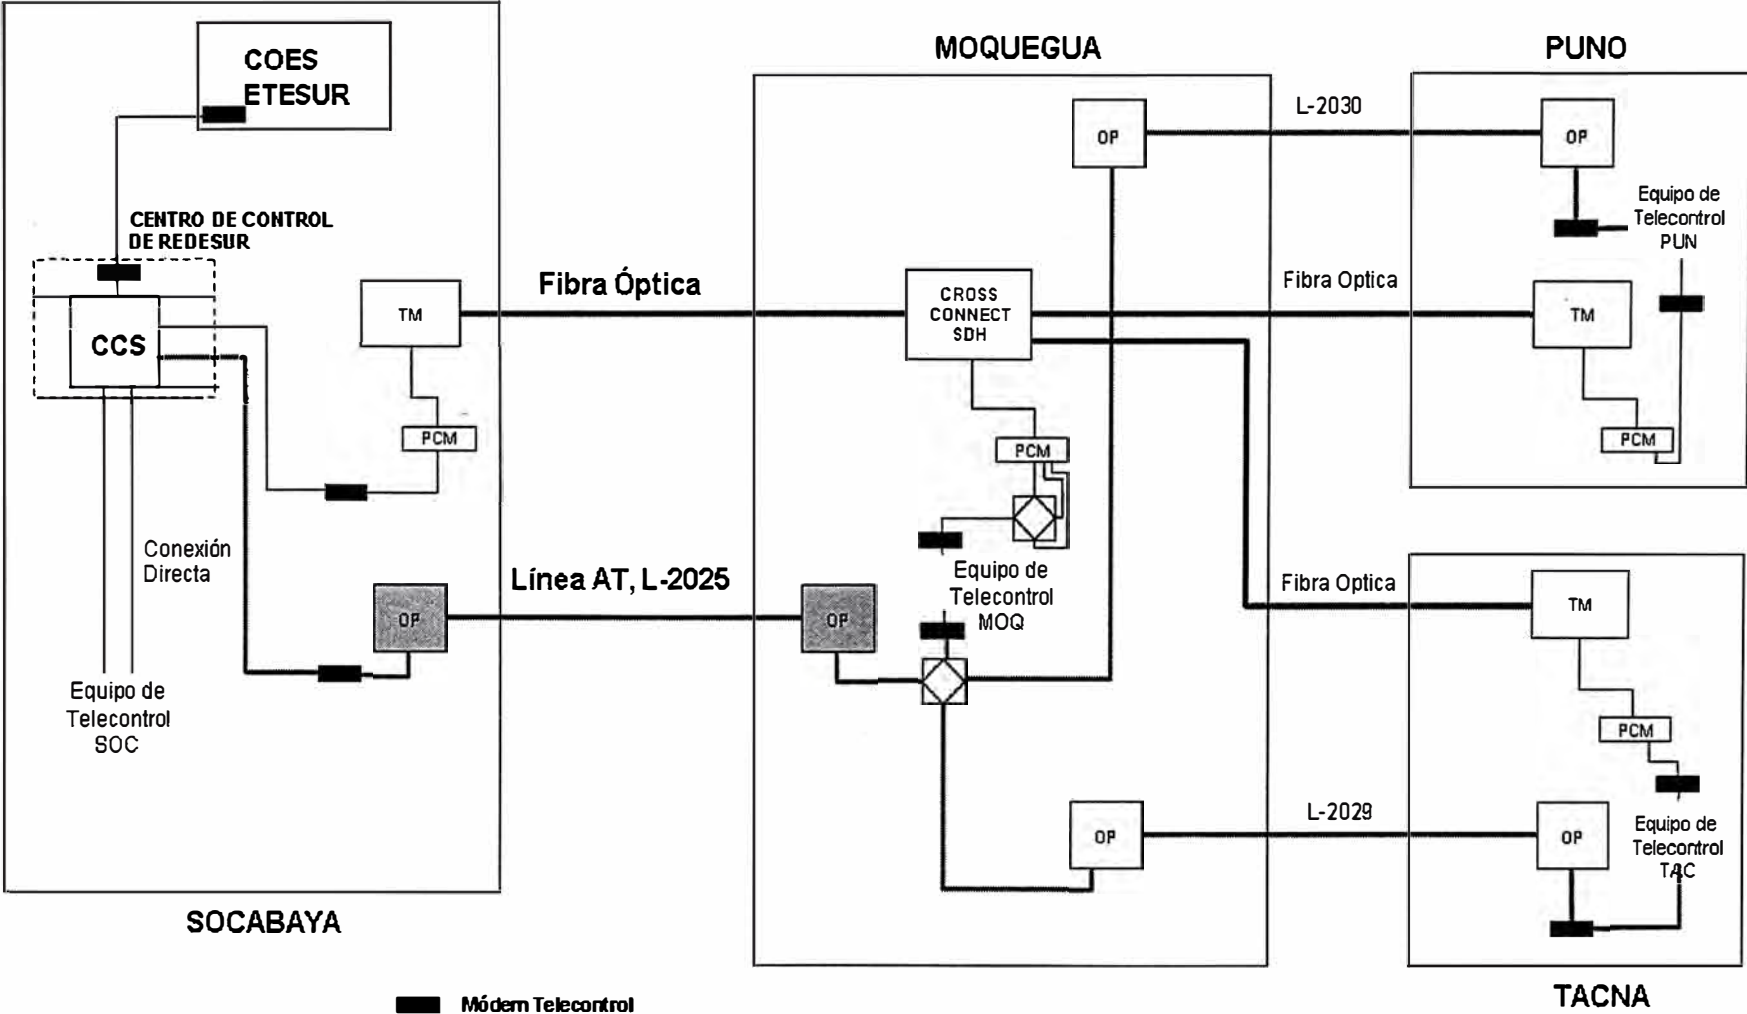 COES
ETESUR
CENTRO DE CONTROL
DE REDESUR
CCS
TM
PCM
Conexión
Directa
OP
Equipo de
Telecontrol
SOC
SOCABAYA
Fibra Óptica
Línea AT, L-2025
MOQUEGUA
OP
CROSS
CONNECT
SDH
PCM
Equipo de
Telecontrol
MOQ
OP
OP
L-2030
Fibra Optica
Fibra Optica
L-2029
PUNO
OP
Equipo de
Telecontrol
PUN
TM
PCM
TM
PCM
OP
Equipo de
Telecontrol
TAC
TACNA
Módem Telecontrol